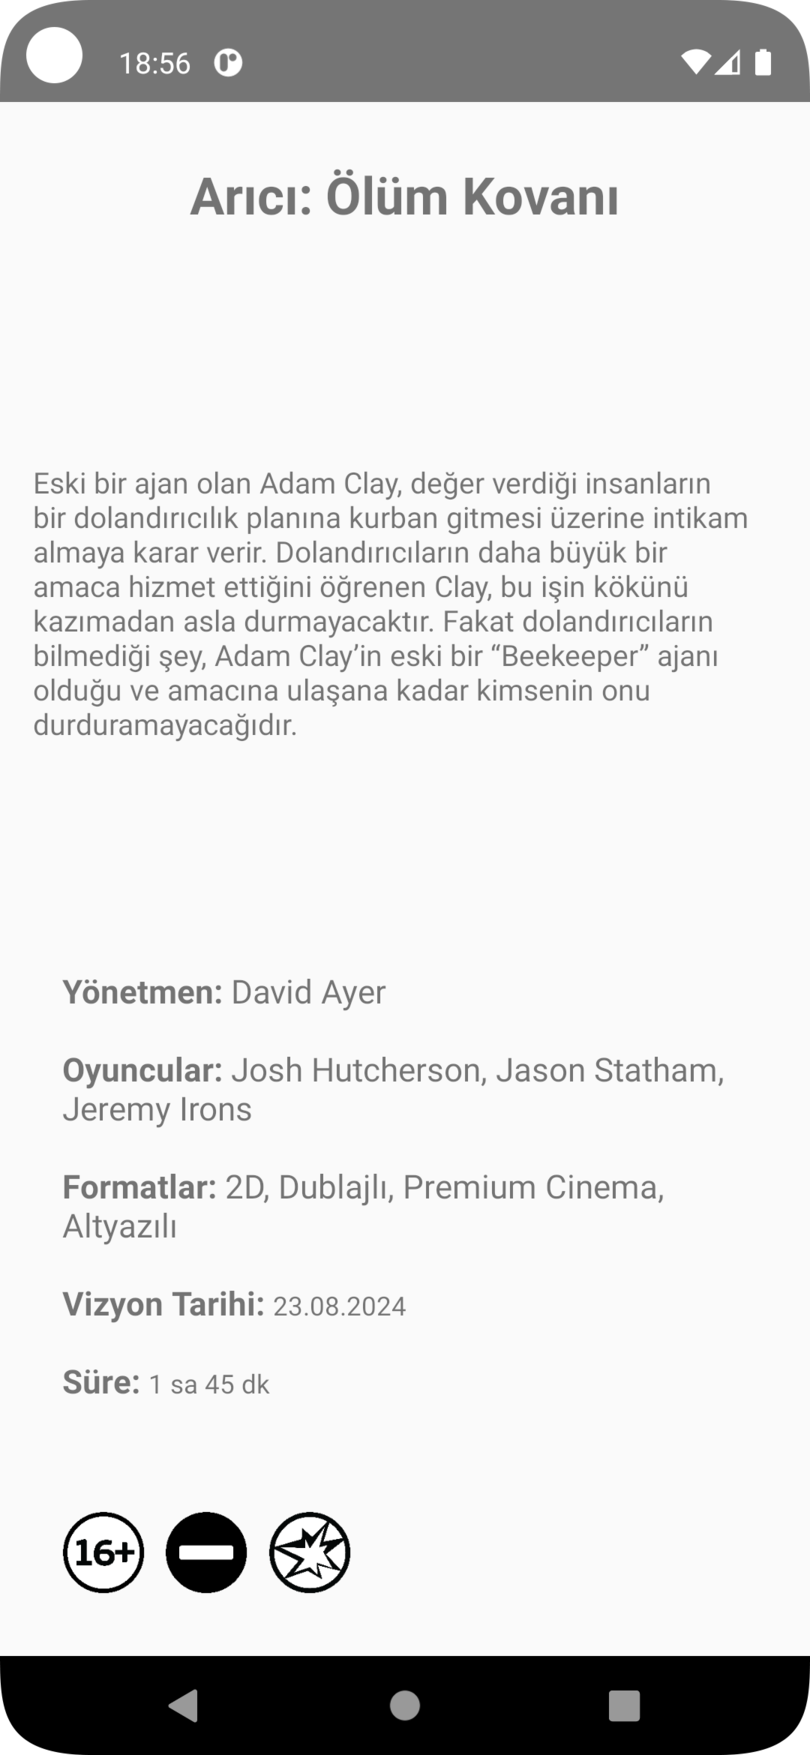 18:56
Arıcı: Ölüm Kovanı
Eski bir ajan olan Adam Clay, değer verdiği insanların
bir dolandırıcılık planına kurban gitmesi üzerine intikam
almaya karar verir. Dolandırıcıların daha büyük bir
amaca hizmet ettiğini öğrenen Clay, bu işin kökünü
kazımadan asla durmayacaktır. Fakat dolandırıcıların
bilmediği şey, Adam Clay’in eski bir “Beekeeper” ajanı
olduğu ve amacına ulaşana kadar kimsenin onu
durduramayacağıdır.
Yönetmen: David Ayer
Oyuncular: Josh Hutcherson, Jason Statham,
Jeremy Irons
Formatlar: 2D, Dublajlı, Premium Cinema,
Altyazılı
Vizyon Tarihi: 23.08.2024
Süre: 1 sa 45 dk
16+